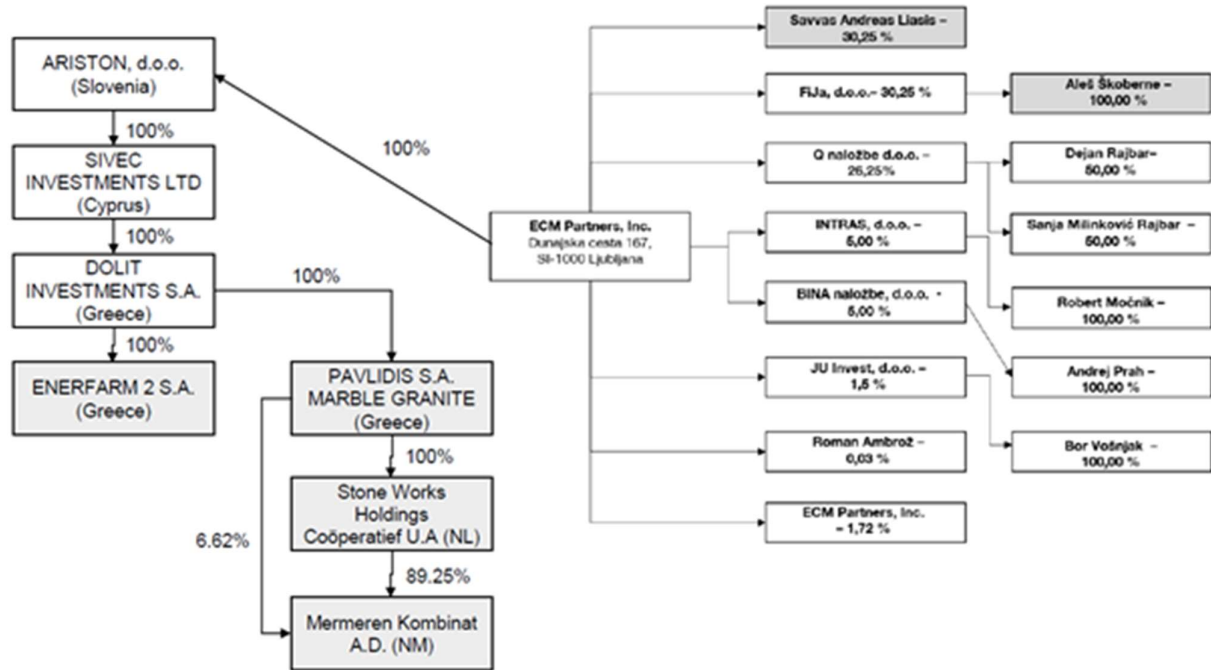 ARISTON, d.o.o.
(Slovenia)
100%
SIVEC
INVESTMENTS LTD
(Cyprus)
100%
DOLIT
INVESTMENTS S.A.
(Greece)
100%
100%
ENERFARM 2 S.A.
(Greece)
PAVLIDIS S.A.
MARBLE GRANITE
(Greece)
100%
Stone Works
Holdings
Coöperatief U.A (NL)
6.62%
89.25%
Mermeren Kombinat
A.D. (NM)
100%
ECM Partners, Inc.
Dunajska cesta 167,
SI-1000 Ljubljana
Savvas Andreas Liasis –
30,25 %
FiJa, d.o.o.– 30,25 %
Aleš Škoberne –
100,00 %
Q naložbe d.o.o. –
26,25%
Dejan Rajbar–
50,00 %
Sanja Milinković Rajbar –
50,00 %
INTRAS, d.o.o. –
5,00 %
Robert Močnik –
100,00 %
BINA naložbe, d.o.o. -
5,00 %
Andrej Prah –
100,00 %
JU Invest, d.o.o. –
1,5 %
Bor Vošnjak –
100,00 %
Roman Ambrož –
0,03 %
ECM Partners, Inc.
– 1,72 %